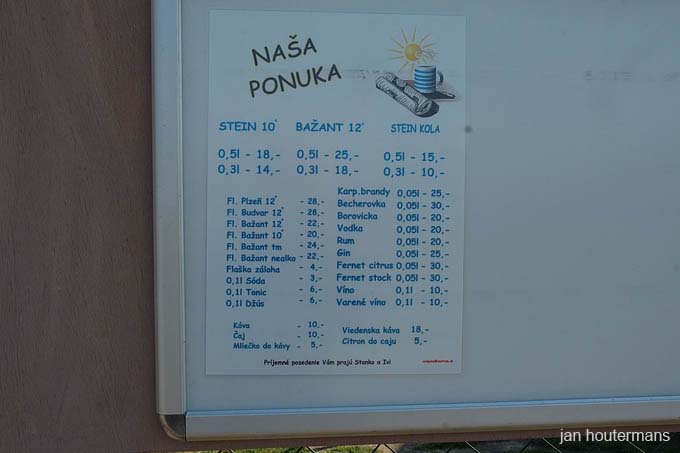 NAŠA
PONUKA
STEIN 10° BAŽANT 12° STEIN KOLA
0,5l - 18,- 0,5l - 25,- 0,5l - 15,-
0,3l - 14,- 0,3l - 18,- 0,3l - 10,-
Fl. Plzeň 12° - 28,-
Fl. Budvar 12° - 28,-
Fl. Bažant 12° - 22,-
Fl. Bažant 10° - 20,-
Fl. Bažant tm - 24,-
Fl. Bažant nealko - 22,-
Flaška záloha - 4,-
0,1l Sóda - 3,-
0,1l Tonic - 6,-
0,1l Džús - 6,-
Karp.brandy 0,05l - 25,-
Becherovka 0,05l - 30,-
Borovicka 0,05l - 20,-
Vodka 0,05l - 20,-
Rum 0,05l - 20,-
Gin 0,05l - 25,-
Fernet citrus 0,05l - 30,-
Fernet stock 0,05l - 30,-
Víno 0,1l - 10,-
Varené víno 0,1l - 10,-
Káva - 10,-
Čaj - 10,-
Mliečko do kávy - 5,-
Viedenska káva 18,-
Citron do caju 5,-
Príjemné posedenie Vám prajú Stanko a Ivi
jan houtermans